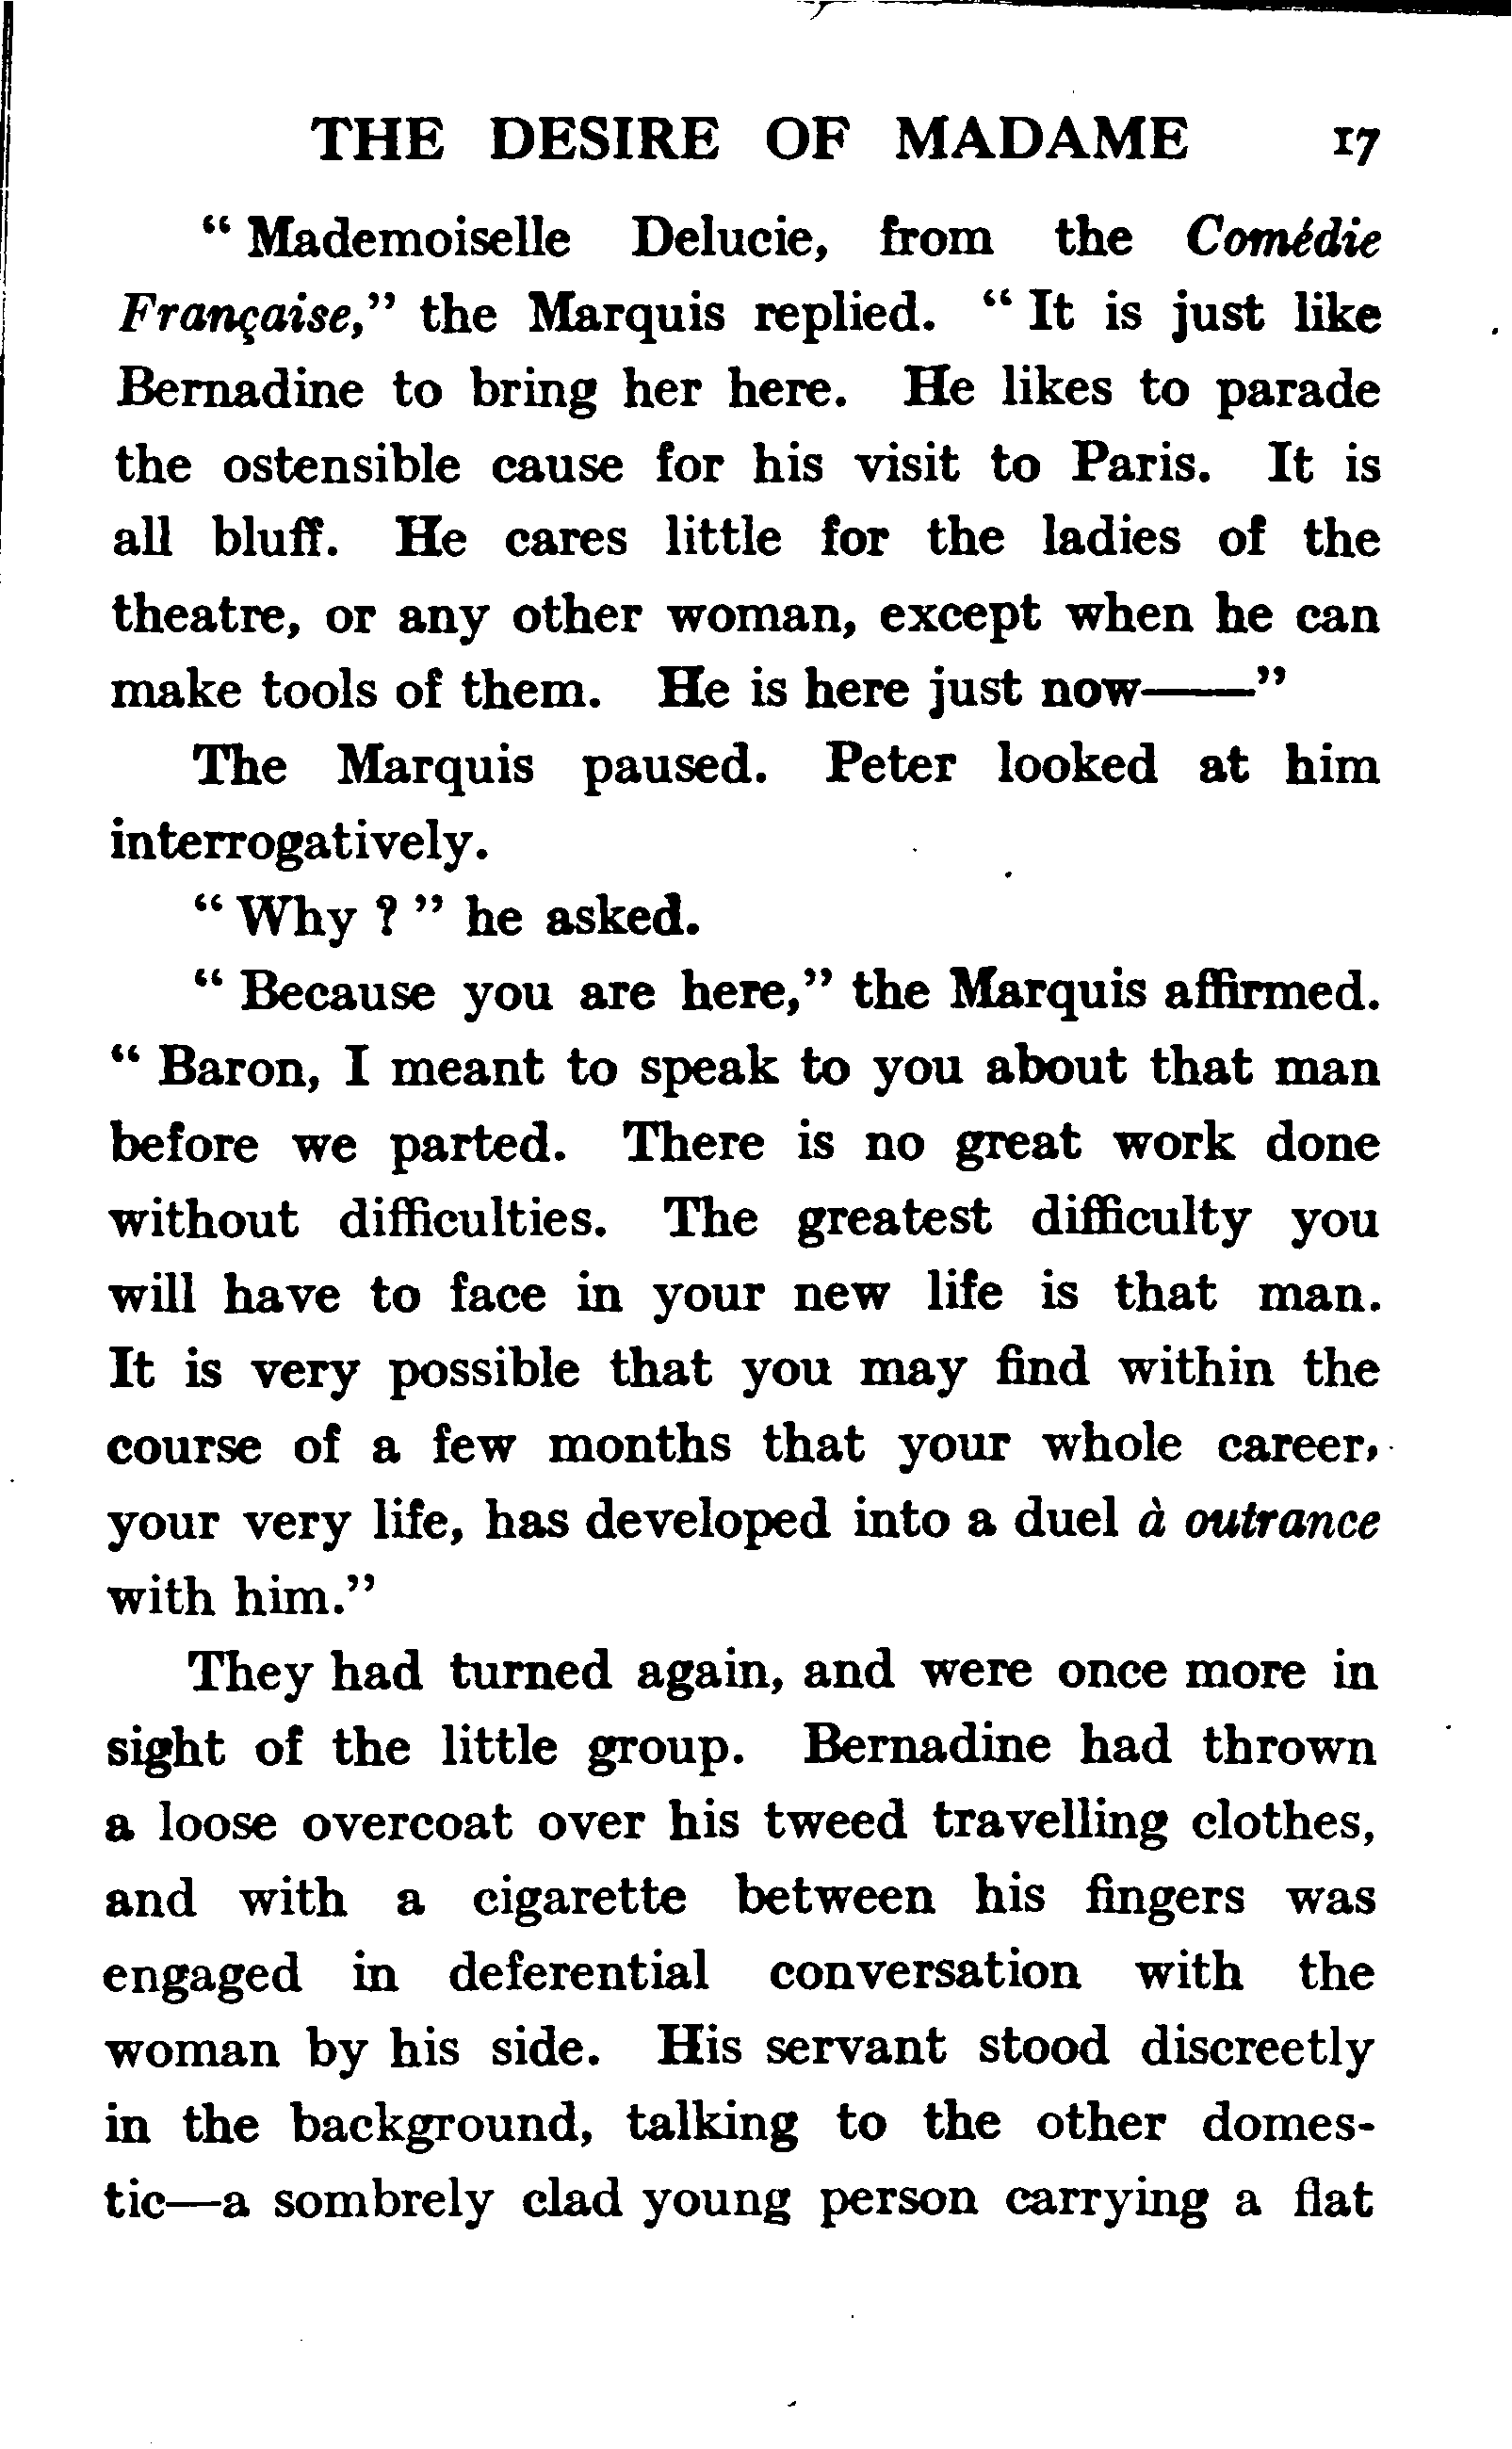 THE DESIRE OF MADAME 17
“ Mademoiselle Delucie, from the Comédie
Française,” the Marquis replied. “ It is just like
Bernadine to bring her here. He likes to parade
the ostensible cause for his visit to Paris. It is
all bluff. He cares little for the ladies of the
theatre, or any other woman, except when he can
make tools of them. He is here just now——”
The Marquis paused. Peter looked at him
interrogatively.
“ Why ? ” he asked.
“ Because you are here,” the Marquis affirmed.
“ Baron, I meant to speak to you about that man
before we parted. There is no great work done
without difficulties. The greatest difficulty you
will have to face in your new life is that man.
It is very possible that you may find within the
course of a few months that your whole career,
your very life, has developed into a duel à outrance
with him.”
They had turned again, and were once more in
sight of the little group. Bernadine had thrown
a loose overcoat over his tweed travelling clothes,
and with a cigarette between his fingers was
engaged in deferential conversation with the
woman by his side. His servant stood discreetly
in the background, talking to the other domes-
tic—a sombrely clad young person carrying a flat